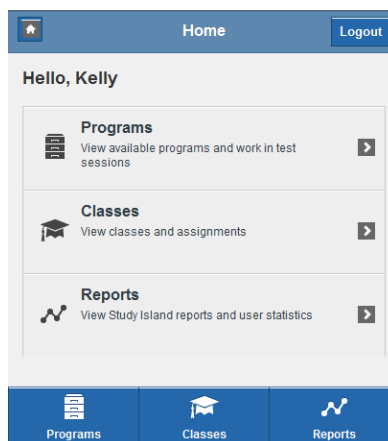 Home
Logout
Hello, Kelly
Programs
View available programs and work in test
sessions
Classes
View classes and assignments
Reports
View Study Island reports and user statistics
Programs
Classes
Reports